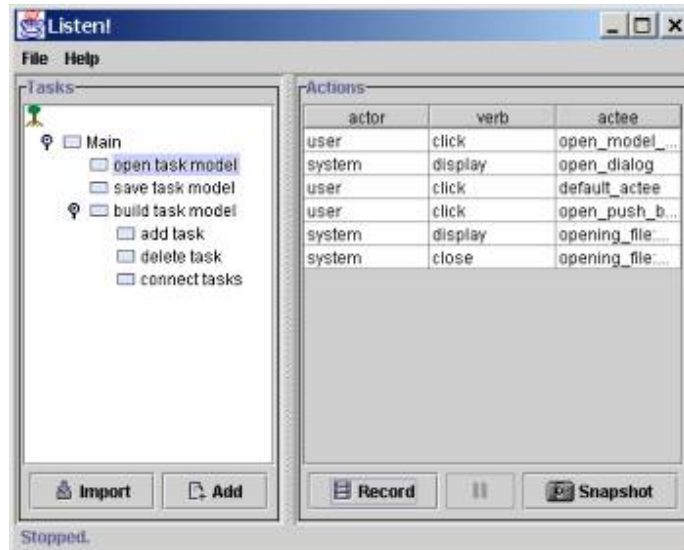 Listen!
File Help
Tasks
Main
open task model
save task model
build task model
add task
delete task
connect tasks
Import Add
Actions
actor verb actee
user click open_model_...
system display open_dialog
user click default_actee
user click open_push_b...
system display opening_file:...
system close opening_file:...
Record Snapshot
Stopped.